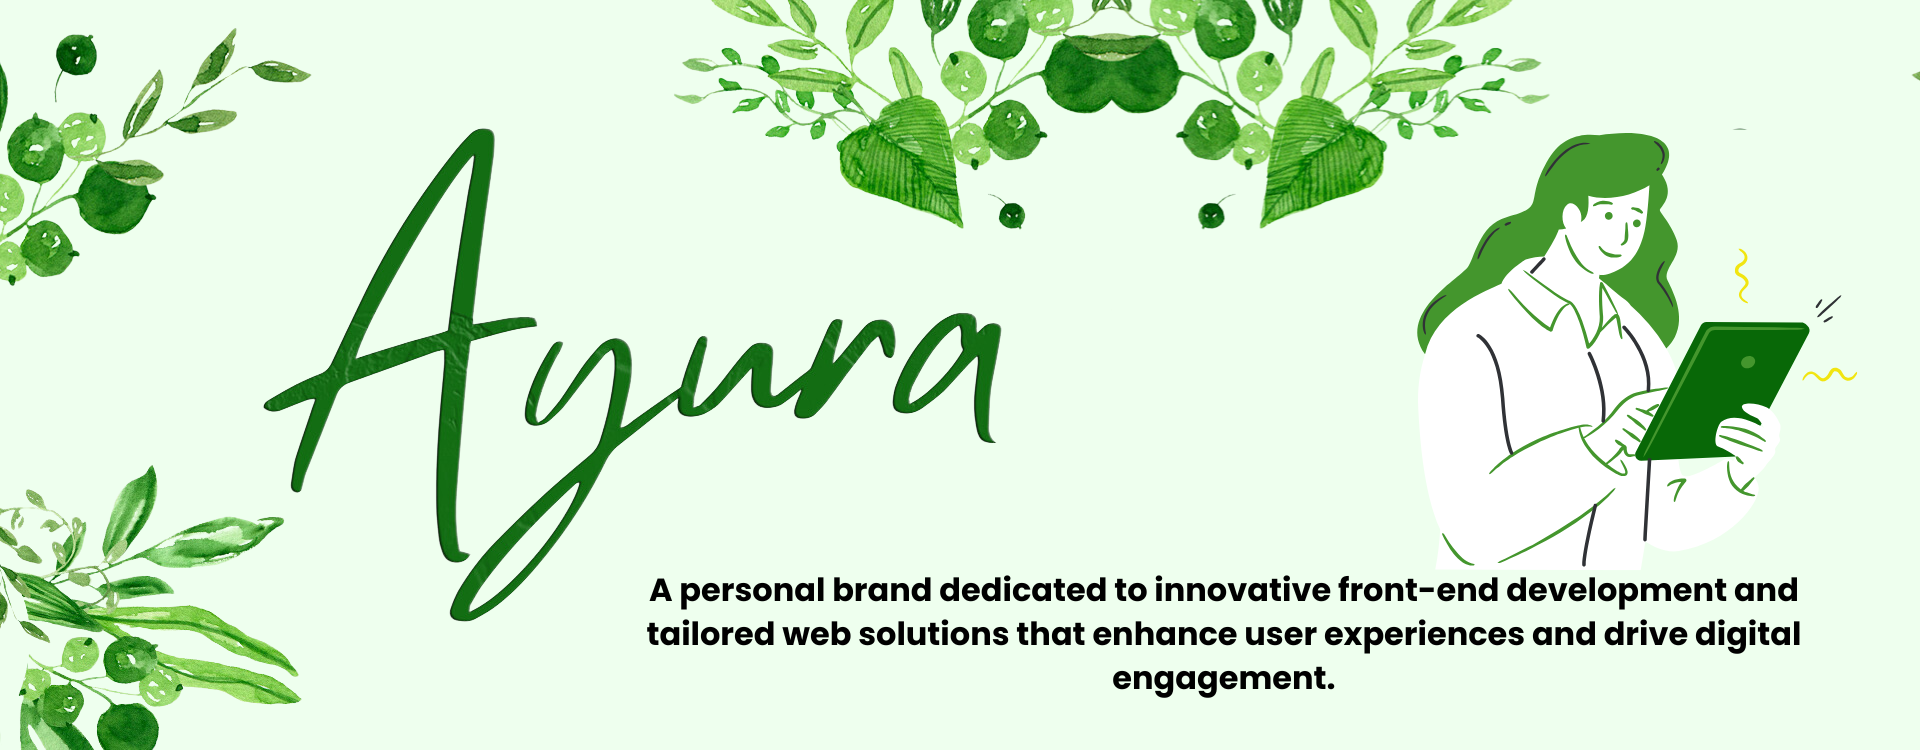 Ayura
A personal brand dedicated to innovative front-end development and
tailored web solutions that enhance user experiences and drive digital
engagement.